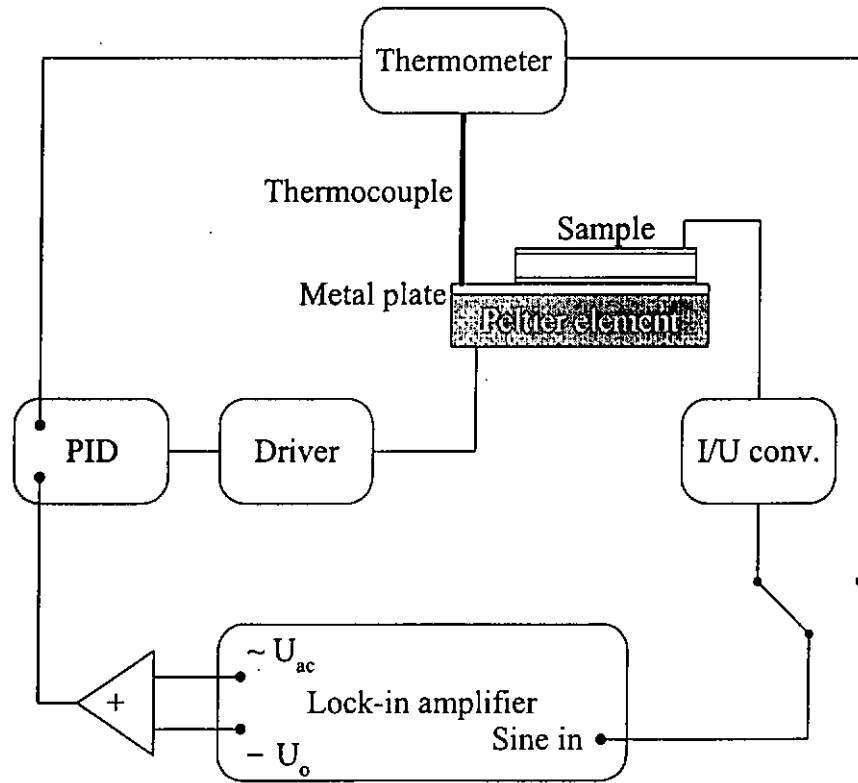 Thermometer
Thermocouple
Sample
Metal plate
Peltier element
PID
Driver
I/U conv.
~ U_ac
+
Lock-in amplifier
Sine in
− U_o